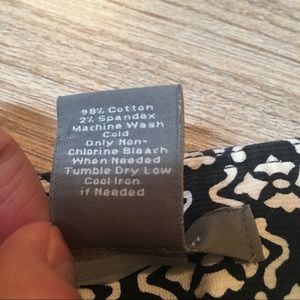 98% Cotton
2% Spandex
Machine Wash
Cold
Only Non-
Chlorine Bleach
When Needed
Tumble Dry Low
Cool Iron
if Needed